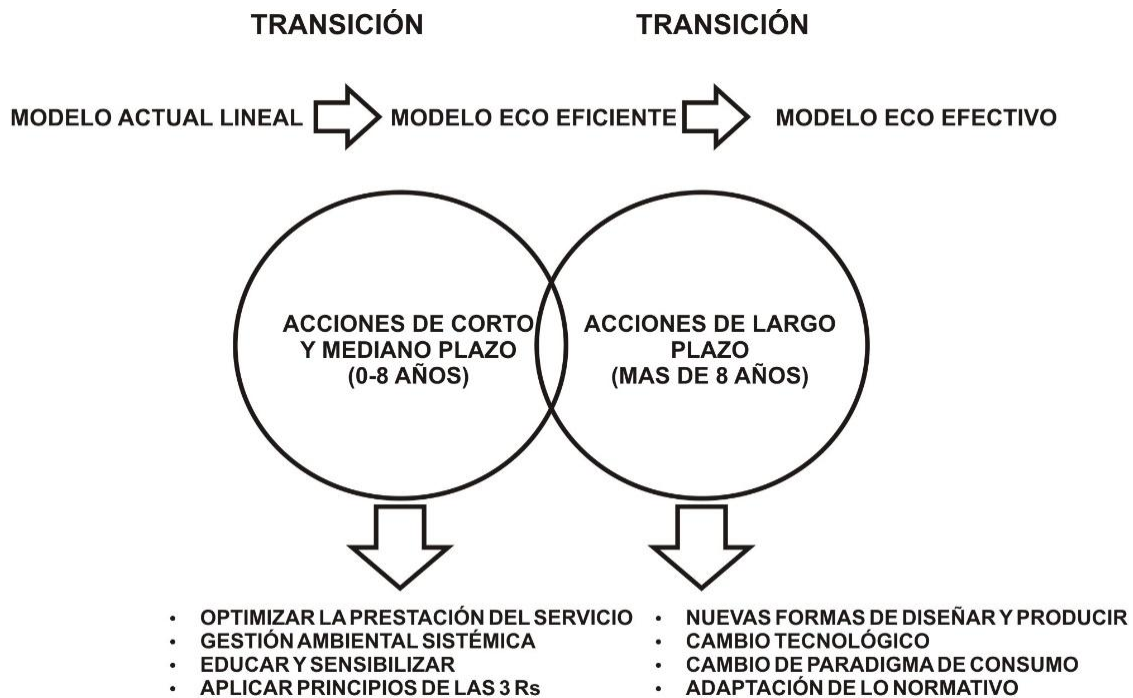 TRANSICIÓN
TRANSICIÓN
MODELO ACTUAL LINEAL
MODELO ECO EFICIENTE
MODELO ECO EFECTIVO
ACCIONES DE CORTO
Y MEDIANO PLAZO
(0-8 AÑOS)
ACCIONES DE LARGO
PLAZO
(MAS DE 8 AÑOS)
• OPTIMIZAR LA PRESTACIÓN DEL SERVICIO
• GESTIÓN AMBIENTAL SISTÉMICA
• EDUCAR Y SENSIBILIZAR
• APLICAR PRINCIPIOS DE LAS 3 Rs
• NUEVAS FORMAS DE DISEÑAR Y PRODUCIR
• CAMBIO TECNOLÓGICO
• CAMBIO DE PARADIGMA DE CONSUMO
• ADAPTACIÓN DE LO NORMATIVO